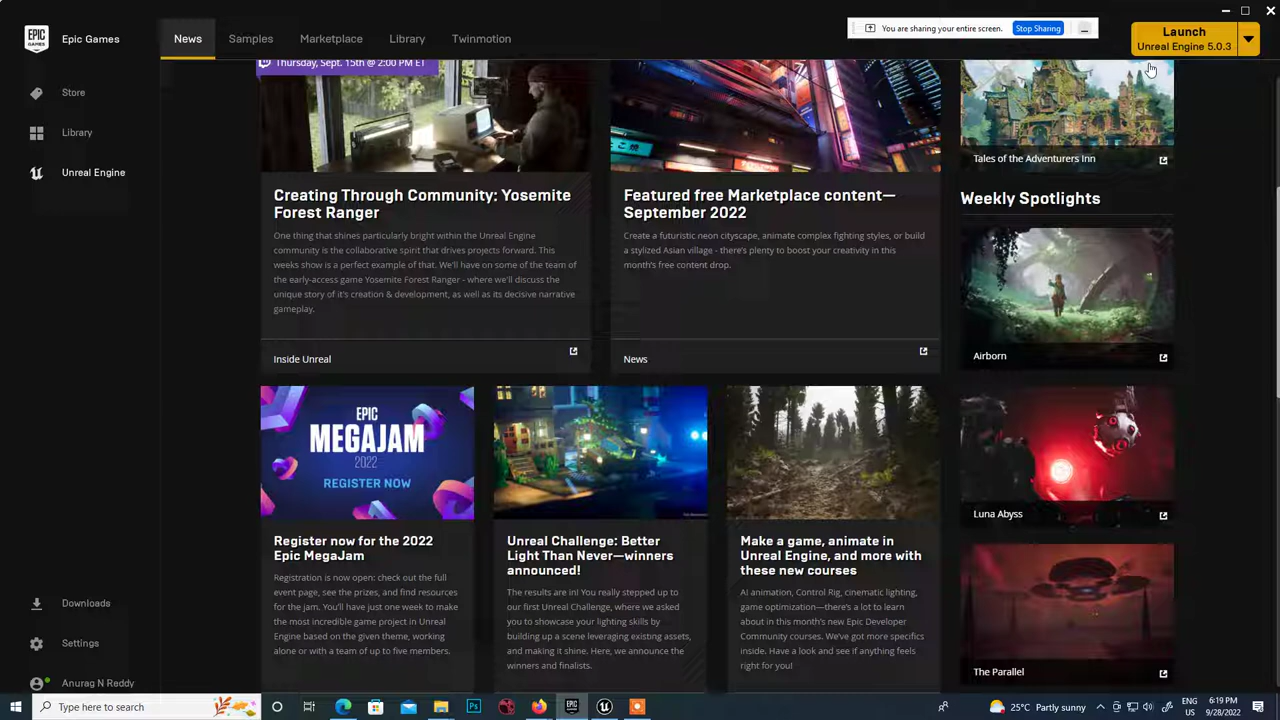 EPIC
GAMES
Epic Games
News
Library
Twinmotion
You are sharing your entire screen.
Stop Sharing
Launch
Unreal Engine 5.0.3
Store
Library
Unreal Engine
Downloads
Settings
Anurag N Reddy
Thursday, Sept. 15th @ 2:00 PM ET
Creating Through Community: Yosemite
Forest Ranger
One thing that shines particularly bright within the Unreal Engine
community is the collaborative spirit that drives projects forward. This
weeks show is a perfect example of that. We'll have on some of the team of
the early-access game Yosemite Forest Ranger - where we'll discuss the
unique story of it's creation & development, as well as its decisive narrative
gameplay.
Inside Unreal
Featured free Marketplace content—
September 2022
Create a futuristic neon cityscape, animate complex fighting styles, or build
a stylized Asian village - there's plenty to boost your creativity in this
month's free content drop.
News
EPIC
MEGAJAM
2022
REGISTER NOW
Register now for the 2022
Epic MegaJam
Registration is now open: check out the full
event page, see the prizes, and find resources
for the jam. You'll have just one week to make
the most incredible game project in Unreal
Engine based on the given theme, working
alone or with a team of up to five members.
Unreal Challenge: Better
Light Than Never—winners
announced!
The results are in! You really stepped up to
our first Unreal Challenge, where we asked
you to showcase your lighting skills by
building up a scene leveraging existing assets,
and making it shine. Here, we announce the
winners and finalists.
Make a game, animate in
Unreal Engine, and more with
these new courses
AI animation, Control Rig, cinematic lighting,
game optimization—there's a lot to learn
about in this month's new Epic Developer
Community courses. We've got more specifics
inside. Have a look and see if anything feels
right for you!
Tales of the Adventurers Inn
Weekly Spotlights
Airborn
Luna Abyss
The Parallel
Type here to search
Ps
25°C Partly sunny
ENG
US
6:19 PM
9/28/2022